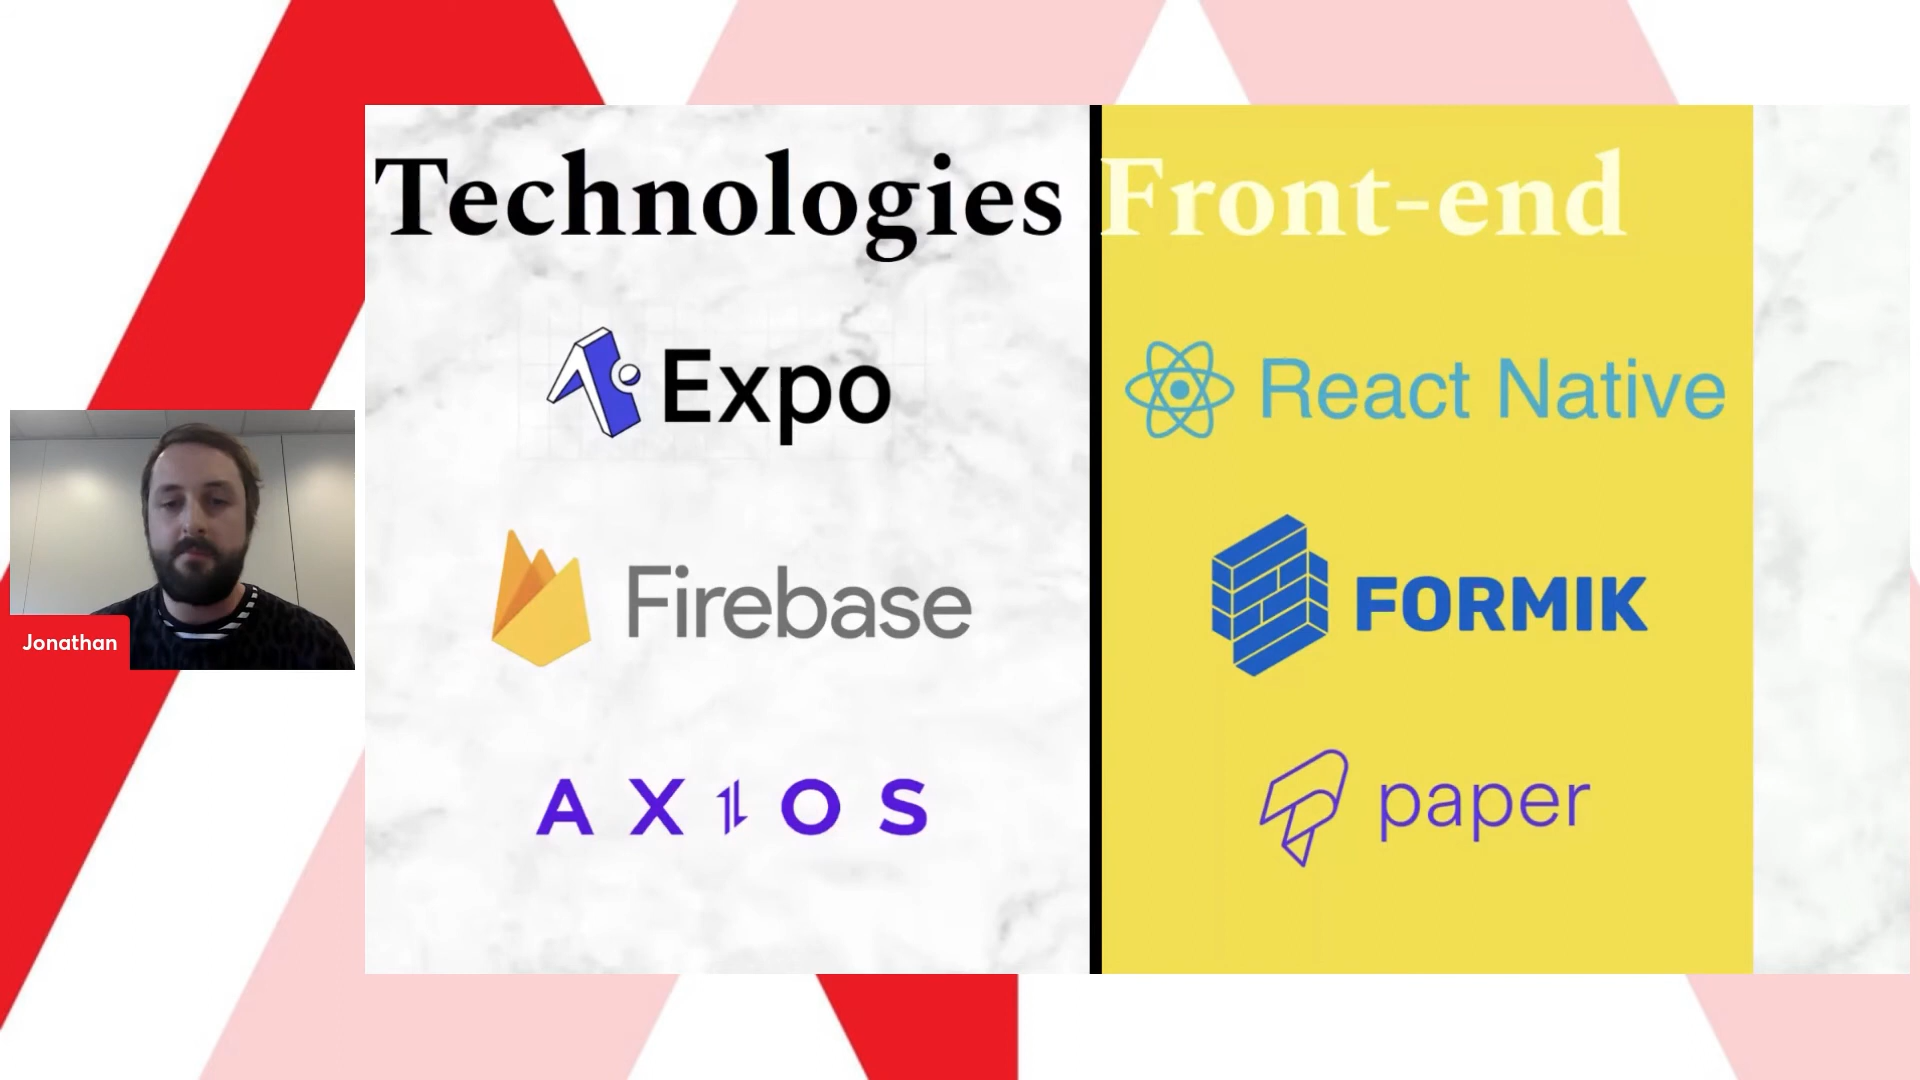 Technologies Front-end
Expo
React Native
Firebase
FORMIK
AXIOS
paper
Jonathan